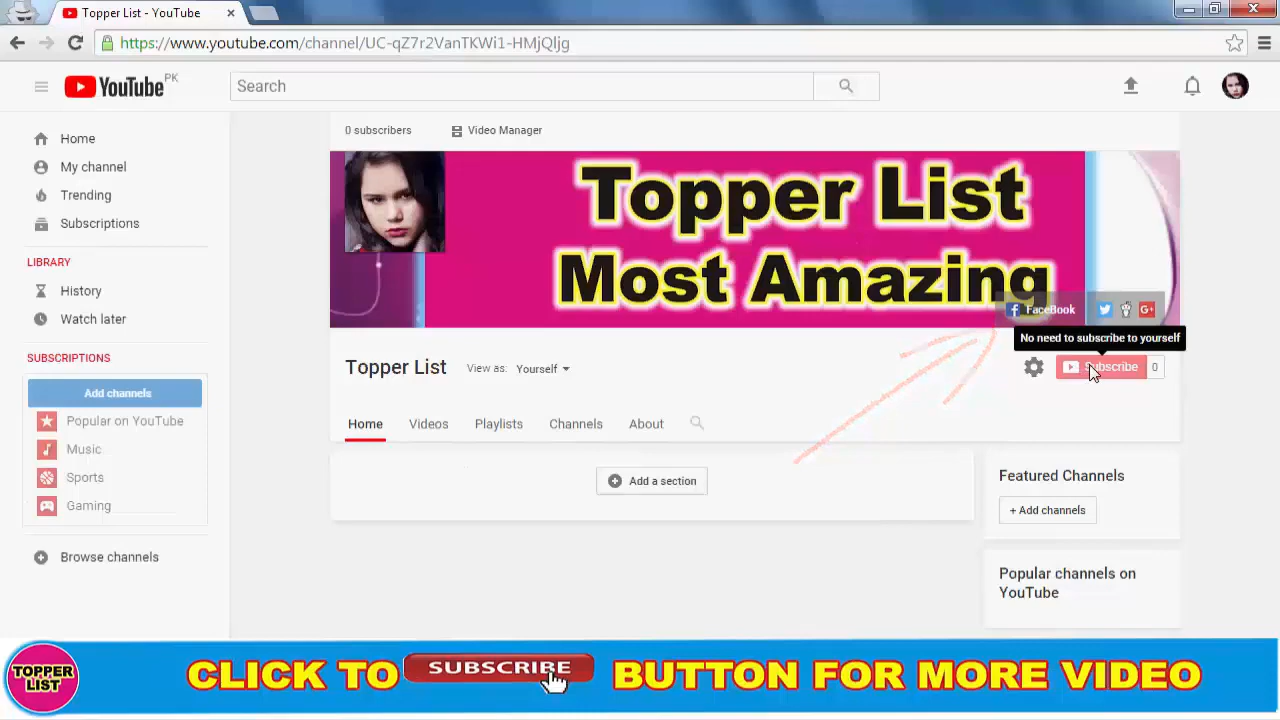 Topper List - YouTube
https://www.youtube.com/channel/UC-qZ7r2VanTKWi1-HMjQljg
YouTube PK
Search
0 subscribers
Video Manager
Home
My channel
Trending
Subscriptions
LIBRARY
History
Watch later
SUBSCRIPTIONS
Add channels
Popular on YouTube
Music
Sports
Gaming
Browse channels
Topper List
Most Amazing
FaceBook
No need to subscribe to yourself
Topper List
View as: Yourself
Subscribe 0
Home Videos Playlists Channels About
Add a section
Featured Channels
+ Add channels
Popular channels on
YouTube
TOPPER
LIST
CLICK TO SUBSCRIBE BUTTON FOR MORE VIDEO